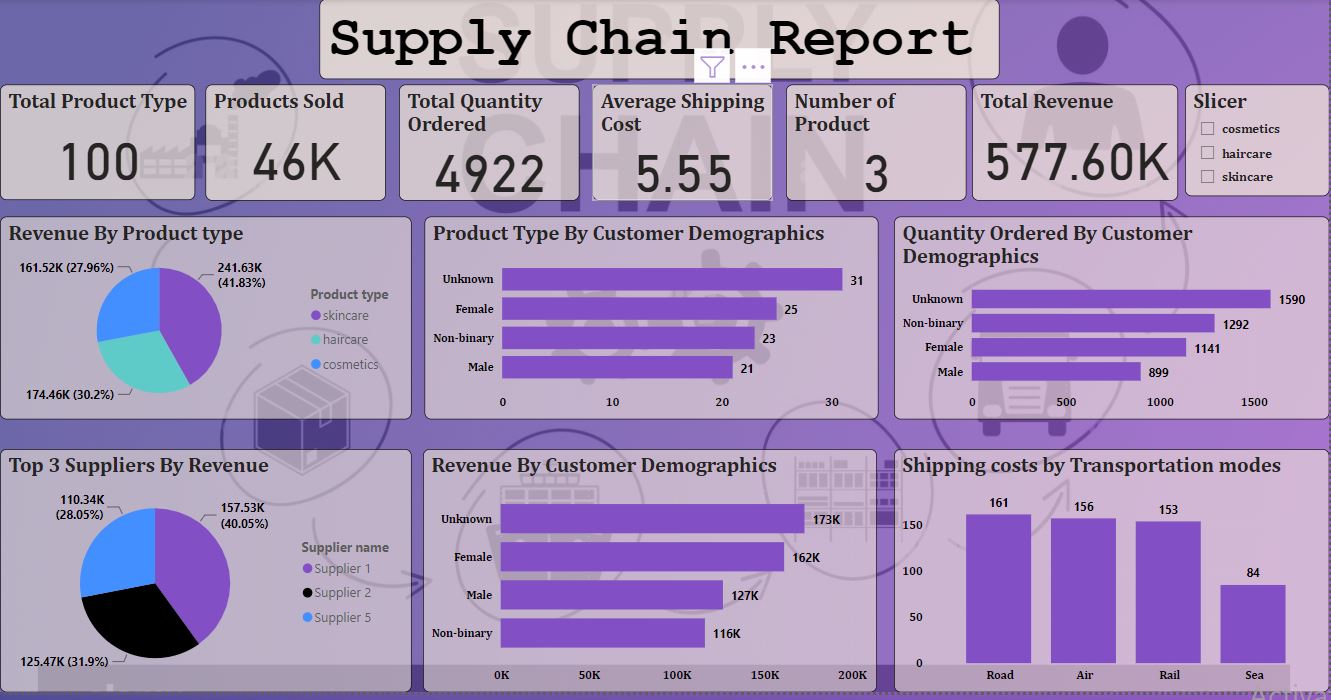 Supply Chain Report
Total Product Type
100
Products Sold
46K
Total Quantity
Ordered
4922
Average Shipping
Cost
5.55
Number of
Product
3
Total Revenue
577.60K
Slicer
cosmetics
haircare
skincare
SUPPLY
CHAIN
Revenue By Product type
161.52K (27.96%)
241.63K
(41.83%)
174.46K (30.2%)
Product type
skincare
haircare
cosmetics
Product Type By Customer Demographics
Unknown 31
Female 25
Non-binary 23
Male 21
0 10 20 30
Quantity Ordered By Customer
Demographics
Unknown 1590
Non-binary 1292
Female 1141
Male 899
0 500 1000 1500
Top 3 Suppliers By Revenue
110.34K
(28.05%)
157.53K
(40.05%)
125.47K (31.9%)
Supplier name
Supplier 1
Supplier 2
Supplier 5
Revenue By Customer Demographics
Unknown 173K
Female 162K
Male 127K
Non-binary 116K
0K 50K 100K 150K 200K
Shipping costs by Transportation modes
161 156 153 84
150
100
50
0
Road Air Rail Sea